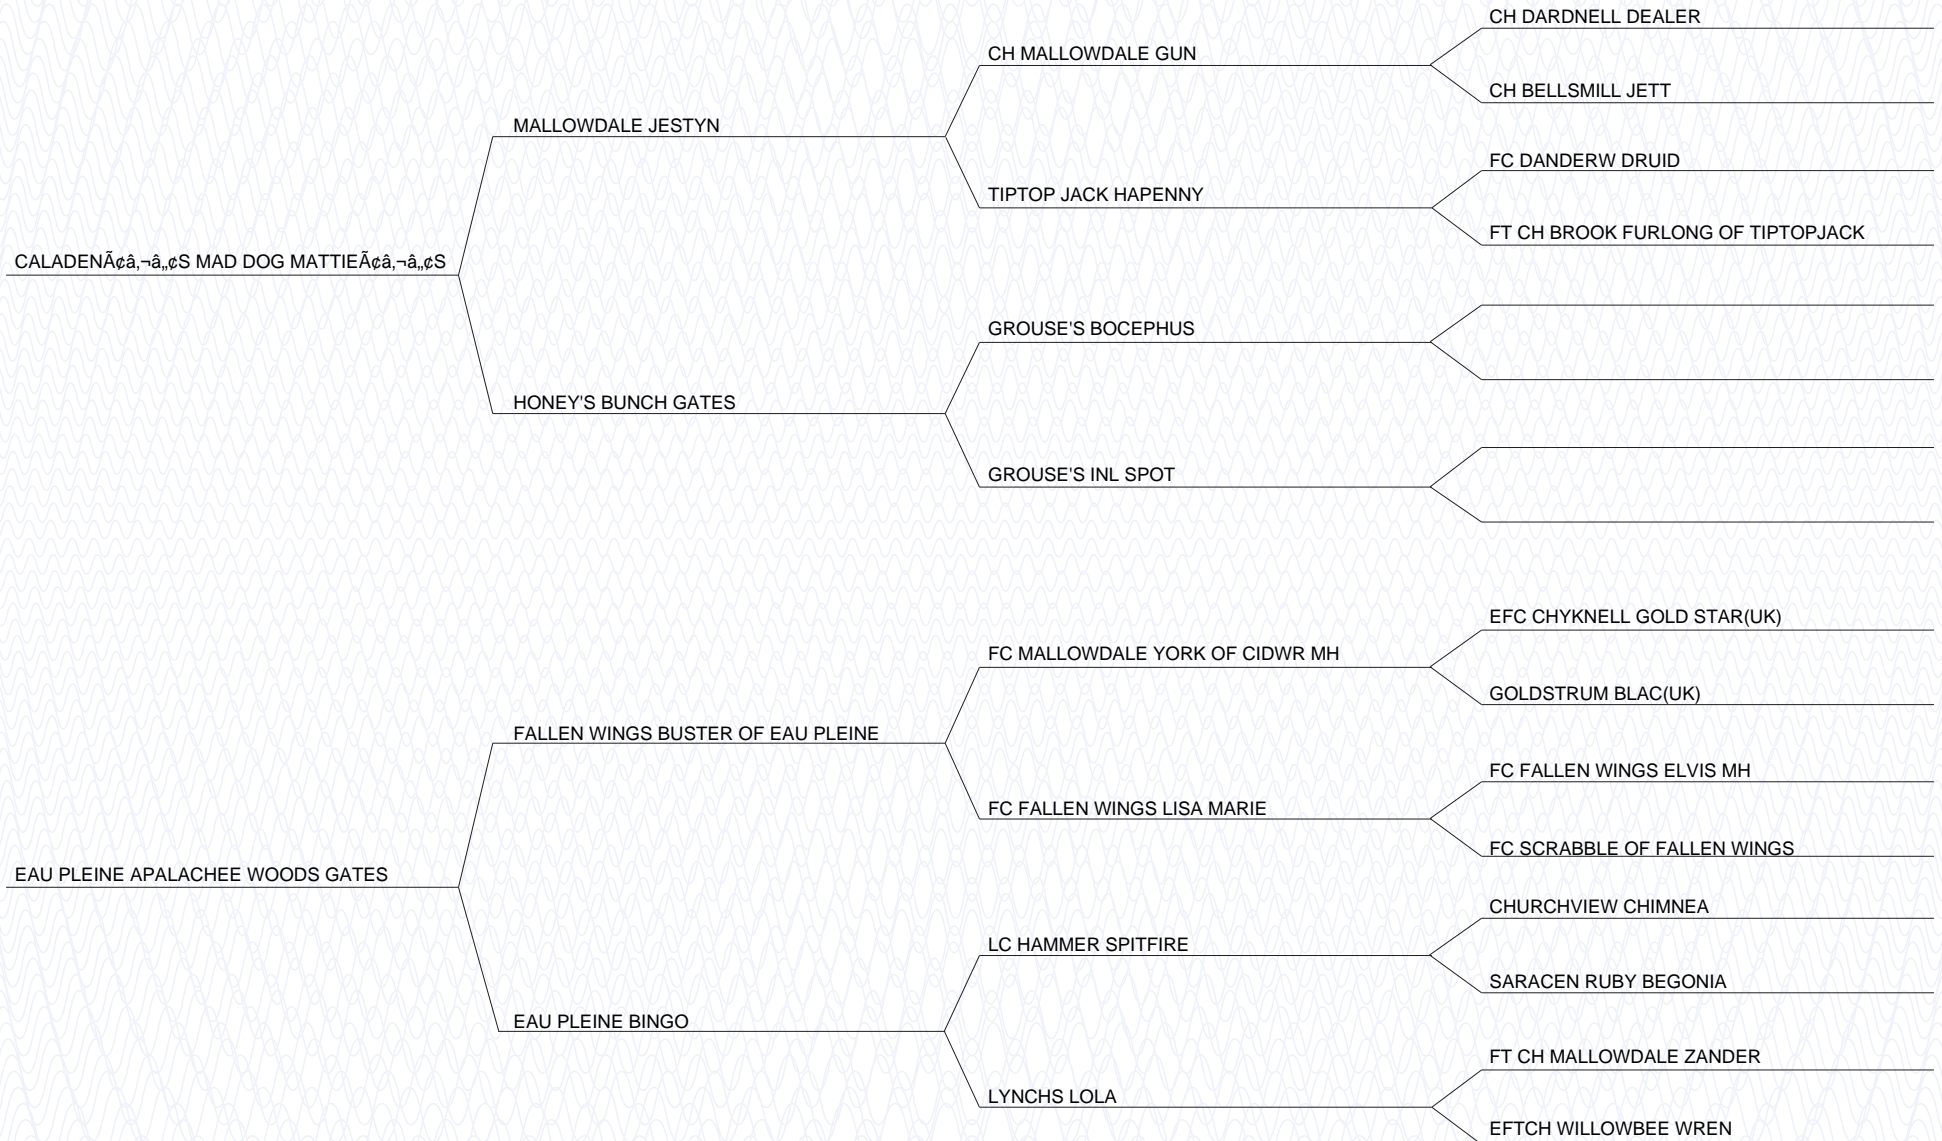 CH DARDNELL DEALER
CH MALLOWDALE GUN
CH BELLSMILL JETT
MALLOWDALE JESTYN
FC DANDERW DRUID
TIPTOP JACK HAPENNY
FT CH BROOK FURLONG OF TIPTOPJACK
CALADENÃ¢â‚¬â„¢S MAD DOG MATTIEÃ¢â‚¬â„¢S
GROUSE'S BOCEPHUS
HONEY'S BUNCH GATES
GROUSE'S INL SPOT
EFC CHYKNELL GOLD STAR(UK)
FC MALLOWDALE YORK OF CIDWR MH
GOLDSTRUM BLAC(UK)
FALLEN WINGS BUSTER OF EAU PLEINE
FC FALLEN WINGS ELVIS MH
FC FALLEN WINGS LISA MARIE
FC SCRABBLE OF FALLEN WINGS
EAU PLEINE APALACHEE WOODS GATES
CHURCHVIEW CHIMNEA
LC HAMMER SPITFIRE
SARACEN RUBY BEGONIA
EAU PLEINE BINGO
FT CH MALLOWDALE ZANDER
LYNCHS LOLA
EFTCH WILLOWBEE WREN